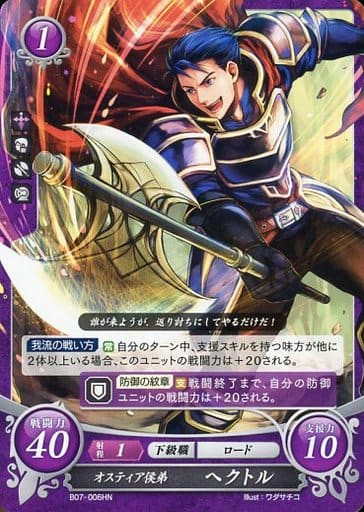 1
誰が来ようが、返り討ちにしてやるだけだ!
我流の戦い方 常 自分のターン中、支援スキルを持つ味方が他に
2体以上いる場合、このユニットの戦闘力は+20される。
防御の紋章 支 戦闘終了まで、自分の防御
ユニットの戦闘力は+20される。
戦闘力
40
射程 1
下級職
ロード
支援力
10
オスティア侯弟 ヘクトル
B07-006HN
Illust:ワダサチコ